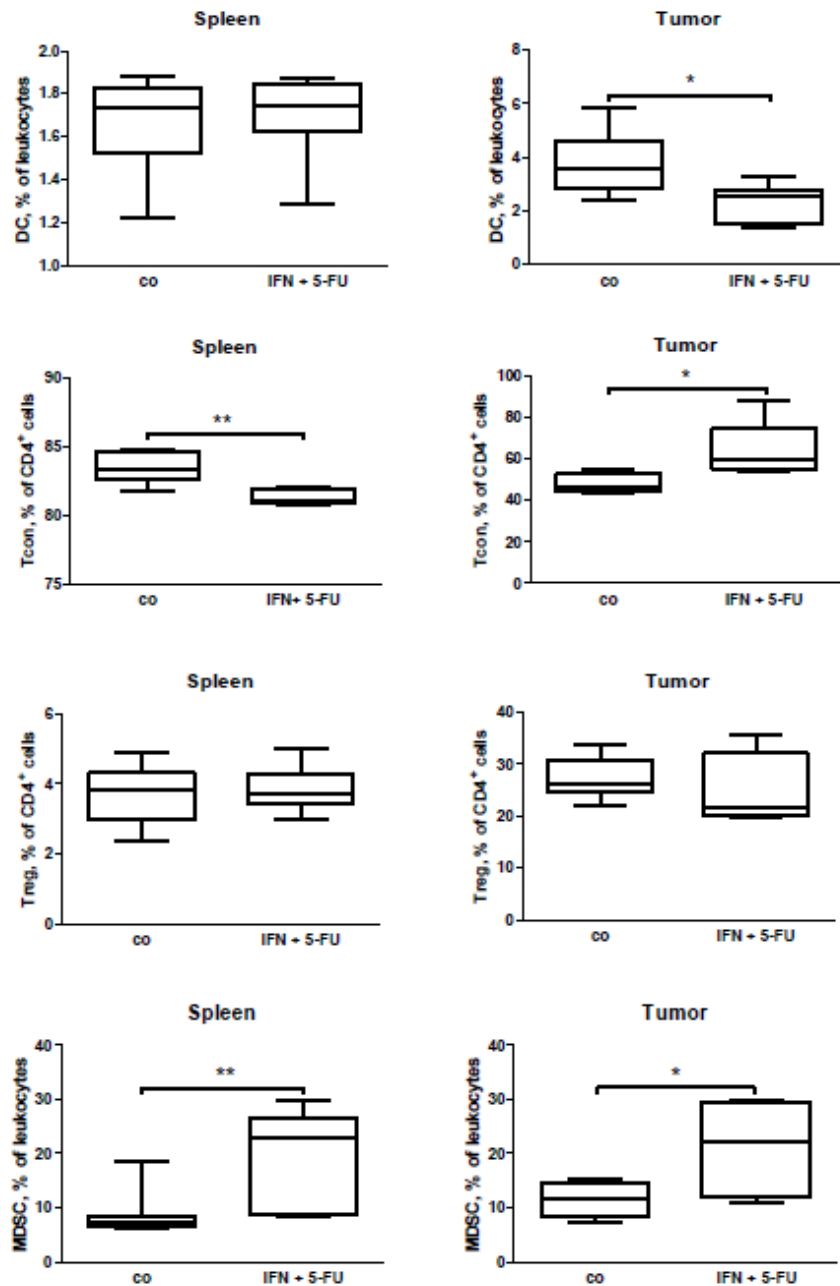 Spleen
DC, % of leukocytes
2.0
1.8
1.6
1.4
1.2
1.0
co
IFN + 5-FU
Tumor
DC, % of leukocytes
8
6
4
2
0
*
co
IFN + 5-FU
Spleen
Tcon, % of CD4⁺ cells
90
85
80
75
**
co
IFN+ 5-FU
Tumor
Tcon, % of CD4⁺ cells
100
80
60
40
20
0
*
co
IFN + 5-FU
Spleen
Treg, % of CD4⁺ cells
6
4
2
0
co
IFN + 5-FU
Tumor
Treg, % of CD4⁺ cells
40
30
20
10
0
co
IFN + 5-FU
Spleen
MDSC, % of leukocytes
40
30
20
10
0
**
co
IFN + 5-FU
Tumor
MDSC, % of leukocytes
40
30
20
10
0
*
co
IFN + 5-FU